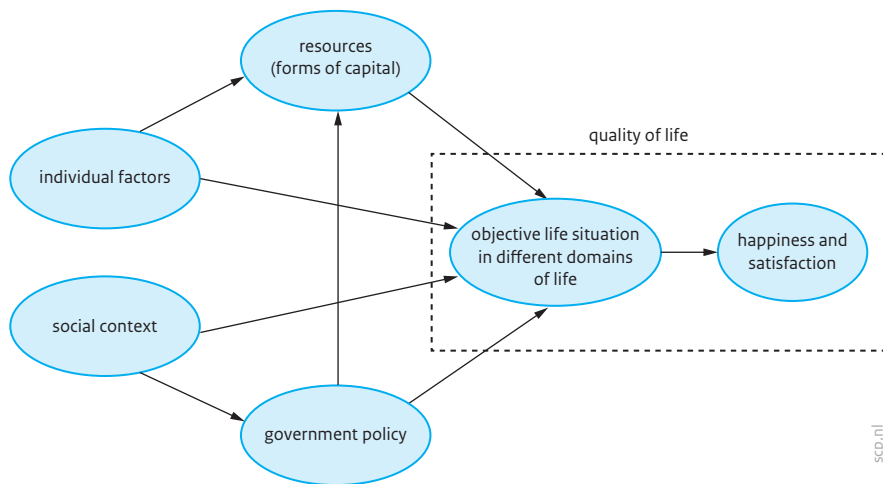 resources
(forms of capital)
quality of life
individual factors
objective life situation
in different domains
of life
happiness and
satisfaction
social context
government policy
scp.nl